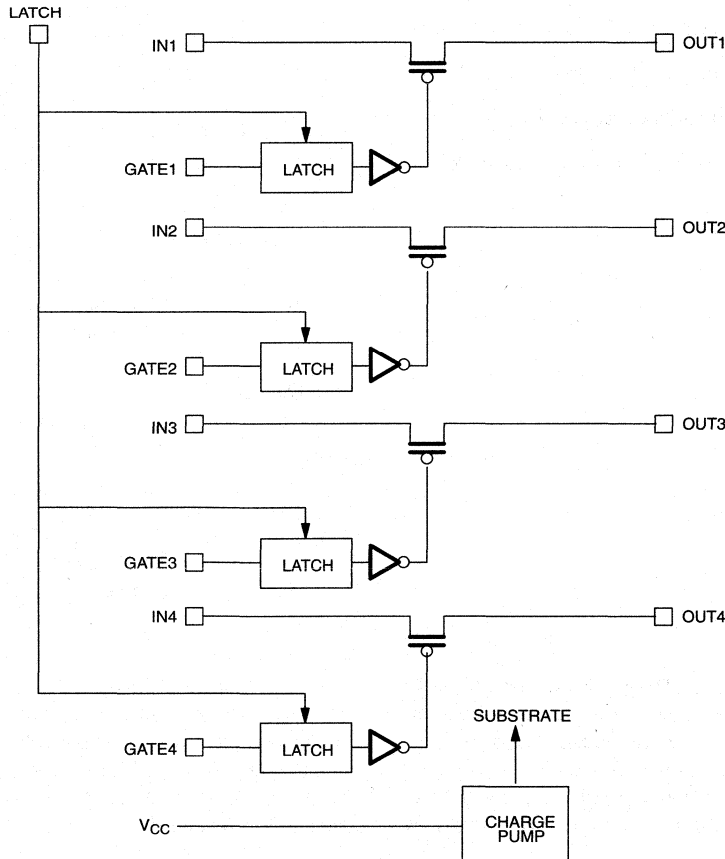 LATCH
IN1
OUT1
GATE1
LATCH
IN2
OUT2
GATE2
LATCH
IN3
OUT3
GATE3
LATCH
IN4
OUT4
GATE4
LATCH
SUBSTRATE
VCC
CHARGE
PUMP